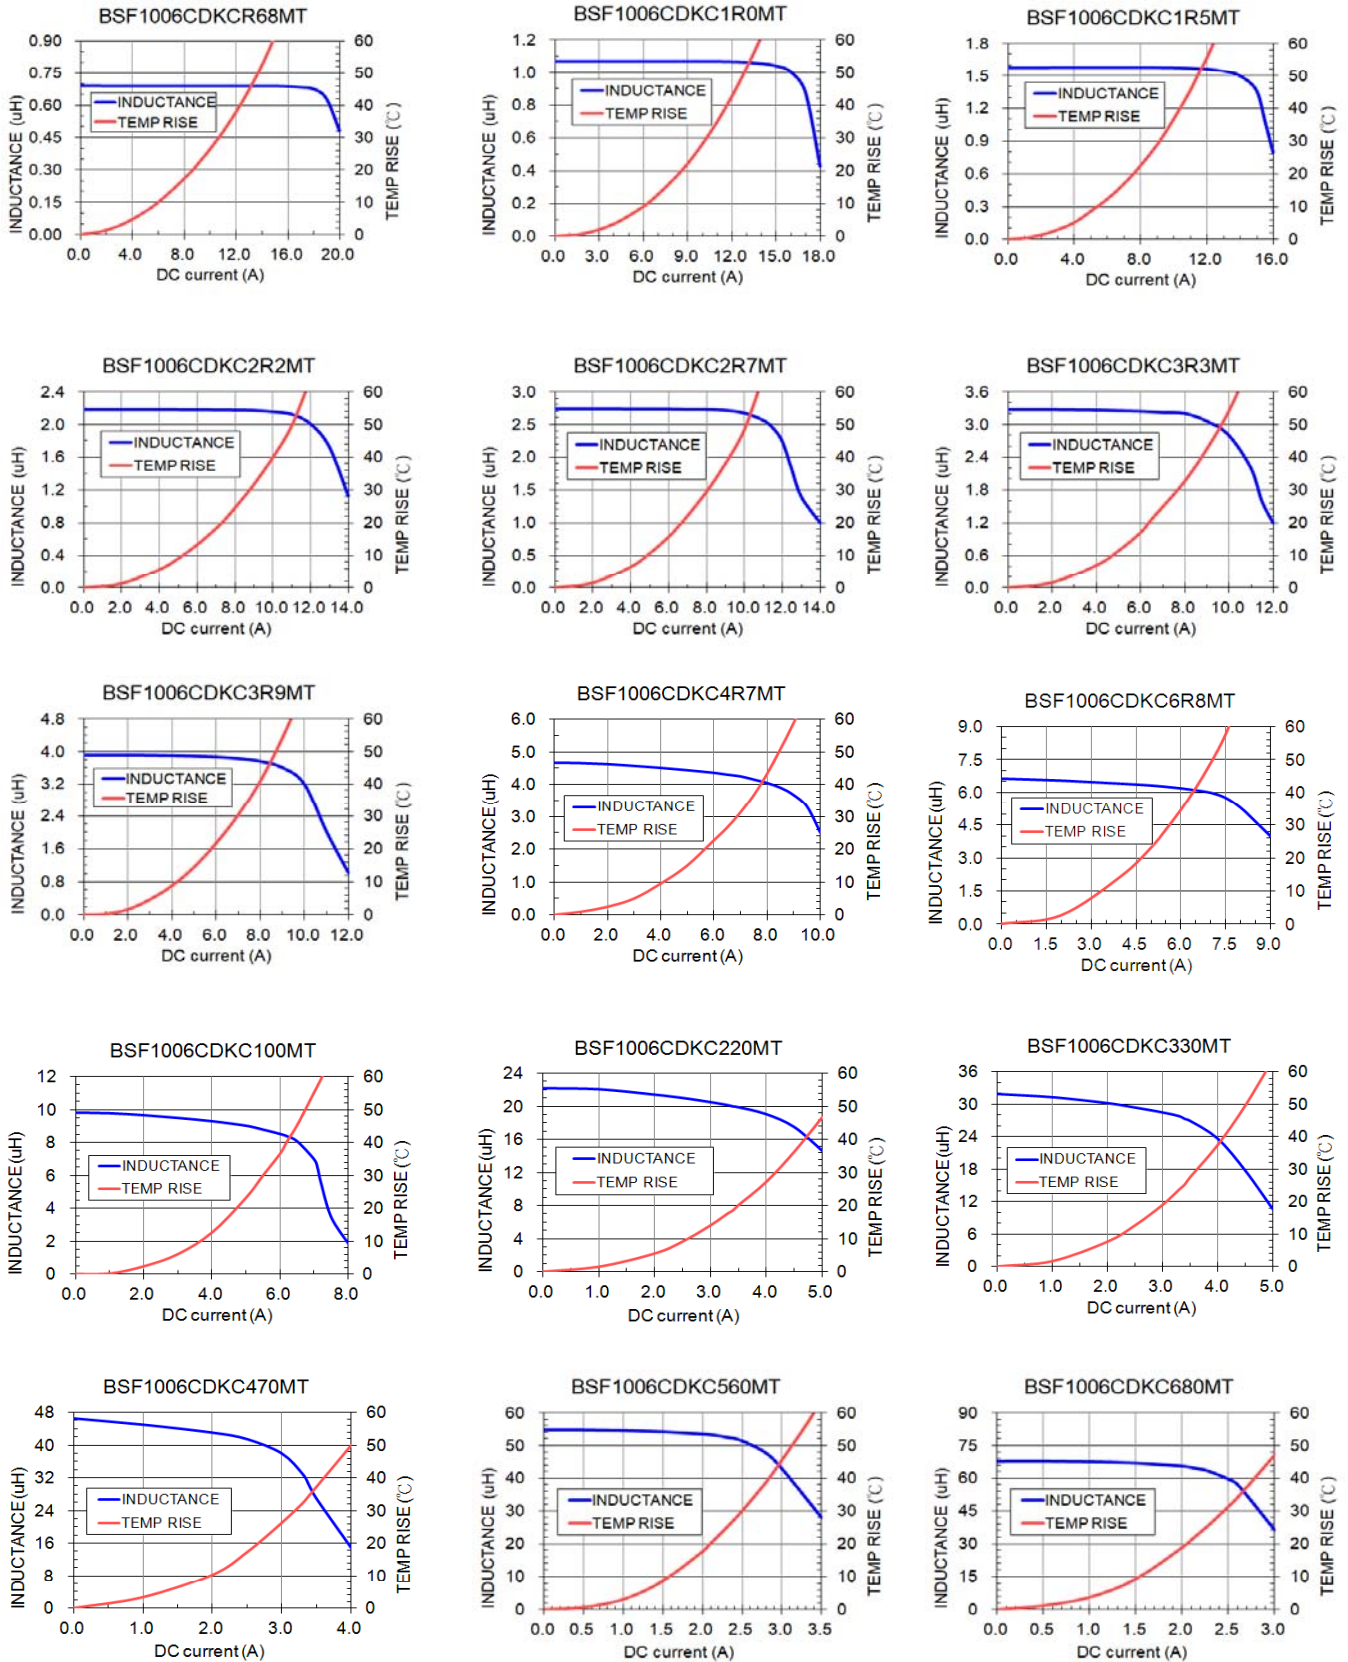 BSF1006CDKCR68MT
0.90
0.75
0.60
0.45
0.30
0.15
0.00
INDUCTANCE (uH)
INDUCTANCE
TEMP RISE
60
50
40
30
20
10
0
TEMP RISE (℃)
0.0 4.0 8.0 12.0 16.0 20.0
DC current (A)
BSF1006CDKC1R0MT
1.2
1.0
0.8
0.6
0.4
0.2
0.0
INDUCTANCE (uH)
INDUCTANCE
TEMP RISE
60
50
40
30
20
10
0
TEMP RISE (℃)
0.0 3.0 6.0 9.0 12.0 15.0 18.0
DC current (A)
BSF1006CDKC1R5MT
1.8
1.5
1.2
0.9
0.6
0.3
0.0
INDUCTANCE (uH)
INDUCTANCE
TEMP RISE
60
50
40
30
20
10
0
TEMP RISE (℃)
0.0 4.0 8.0 12.0 16.0
DC current (A)
BSF1006CDKC2R2MT
2.4
2.0
1.6
1.2
0.8
0.4
0.0
INDUCTANCE (uH)
INDUCTANCE
TEMP RISE
60
50
40
30
20
10
0
TEMP RISE (℃)
0.0 2.0 4.0 6.0 8.0 10.0 12.0 14.0
DC current (A)
BSF1006CDKC2R7MT
3.0
2.5
2.0
1.5
1.0
0.5
0.0
INDUCTANCE (uH)
INDUCTANCE
TEMP RISE
60
50
40
30
20
10
0
TEMP RISE (℃)
0.0 2.0 4.0 6.0 8.0 10.0 12.0 14.0
DC current (A)
BSF1006CDKC3R3MT
3.6
3.0
2.4
1.8
1.2
0.6
0.0
INDUCTANCE (uH)
INDUCTANCE
TEMP RISE
60
50
40
30
20
10
0
TEMP RISE (℃)
0.0 2.0 4.0 6.0 8.0 10.0 12.0
DC current (A)
BSF1006CDKC3R9MT
4.8
4.0
3.2
2.4
1.6
0.8
0.0
INDUCTANCE (uH)
INDUCTANCE
TEMP RISE
60
50
40
30
20
10
0
TEMP RISE (℃)
0.0 2.0 4.0 6.0 8.0 10.0 12.0
DC current (A)
BSF1006CDKC4R7MT
6.0
5.0
4.0
3.0
2.0
1.0
0.0
INDUCTANCE (uH)
INDUCTANCE
TEMP RISE
60
50
40
30
20
10
0
TEMP RISE (℃)
0.0 2.0 4.0 6.0 8.0 10.0
DC current (A)
BSF1006CDKC6R8MT
9.0
7.5
6.0
4.5
3.0
1.5
0.0
INDUCTANCE (uH)
INDUCTANCE
TEMP RISE
60
50
40
30
20
10
0
TEMP RISE (℃)
0.0 1.5 3.0 4.5 6.0 7.5 9.0
DC current (A)
BSF1006CDKC100MT
12
10
8
6
4
2
0
INDUCTANCE (uH)
INDUCTANCE
TEMP RISE
60
50
40
30
20
10
0
TEMP RISE (℃)
0.0 2.0 4.0 6.0 8.0
DC current (A)
BSF1006CDKC220MT
24
20
16
12
8
4
0
INDUCTANCE (uH)
INDUCTANCE
TEMP RISE
60
50
40
30
20
10
0
TEMP RISE (℃)
0.0 1.0 2.0 3.0 4.0 5.0
DC current (A)
BSF1006CDKC330MT
36
30
24
18
12
6
0
INDUCTANCE (uH)
INDUCTANCE
TEMP RISE
60
50
40
30
20
10
0
TEMP RISE (℃)
0.0 1.0 2.0 3.0 4.0 5.0
DC current (A)
BSF1006CDKC470MT
48
40
32
24
16
8
0
INDUCTANCE (uH)
INDUCTANCE
TEMP RISE
60
50
40
30
20
10
0
TEMP RISE (℃)
0.0 1.0 2.0 3.0 4.0
DC current (A)
BSF1006CDKC560MT
60
50
40
30
20
10
0
INDUCTANCE (uH)
INDUCTANCE
TEMP RISE
60
50
40
30
20
10
0
TEMP RISE (℃)
0.0 0.5 1.0 1.5 2.0 2.5 3.0 3.5
DC current (A)
BSF1006CDKC680MT
90
75
60
45
30
15
0
INDUCTANCE (uH)
INDUCTANCE
TEMP RISE
60
50
40
30
20
10
0
TEMP RISE (℃)
0.0 0.5 1.0 1.5 2.0 2.5 3.0
DC current (A)